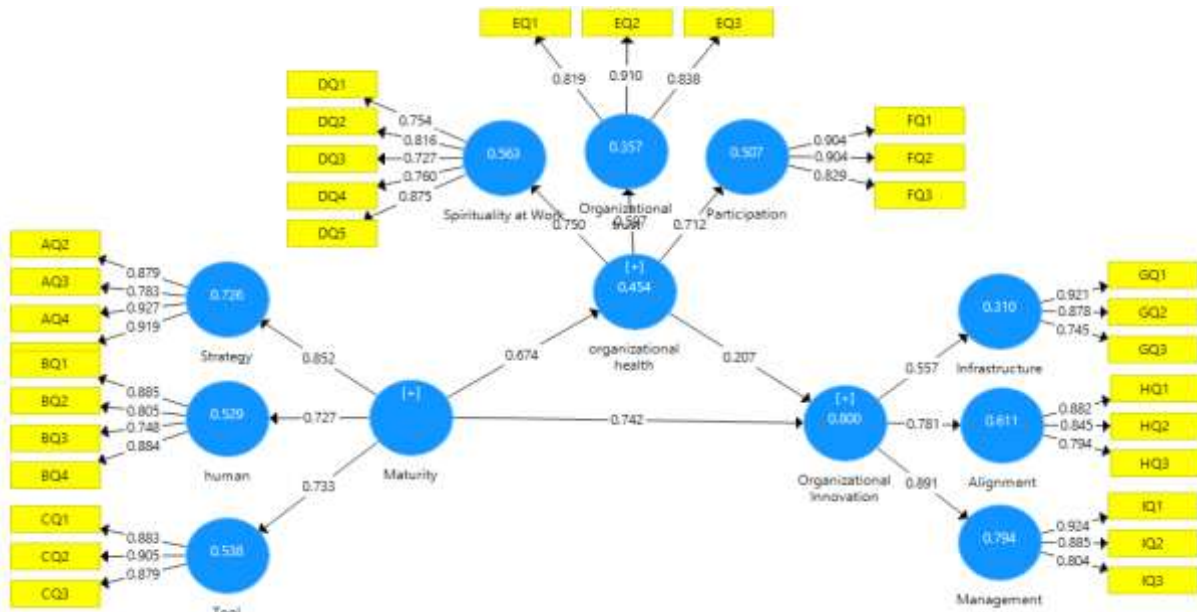 EQ1
EQ2
EQ3
0.819
0.910
0.838
DQ1
DQ2
DQ3
DQ4
DQ5
0.754
0.816
0.727
0.760
0.875
0.563
Spirituality at Work
0.357
Organizational
trust
0.507
Participation
FQ1
FQ2
FQ3
0.904
0.904
0.829
0.750
0.597
0.712
[+]
0.454
organizational
health
AQ2
AQ3
AQ4
0.879
0.783
0.927
0.919
0.726
Strategy
0.852
0.674
0.207
BQ1
BQ2
BQ3
BQ4
0.885
0.805
0.748
0.884
0.529
human
0.727
[+]
Maturity
0.742
[+]
0.800
Organizational
Innovation
0.733
CQ1
CQ2
CQ3
0.883
0.905
0.879
0.538
Tool
0.557
0.310
Infrastructure
0.921
0.878
0.745
GQ1
GQ2
GQ3
0.781
0.611
Alignment
0.882
0.845
0.794
HQ1
HQ2
HQ3
0.891
0.794
Management
0.924
0.885
0.804
IQ1
IQ2
IQ3